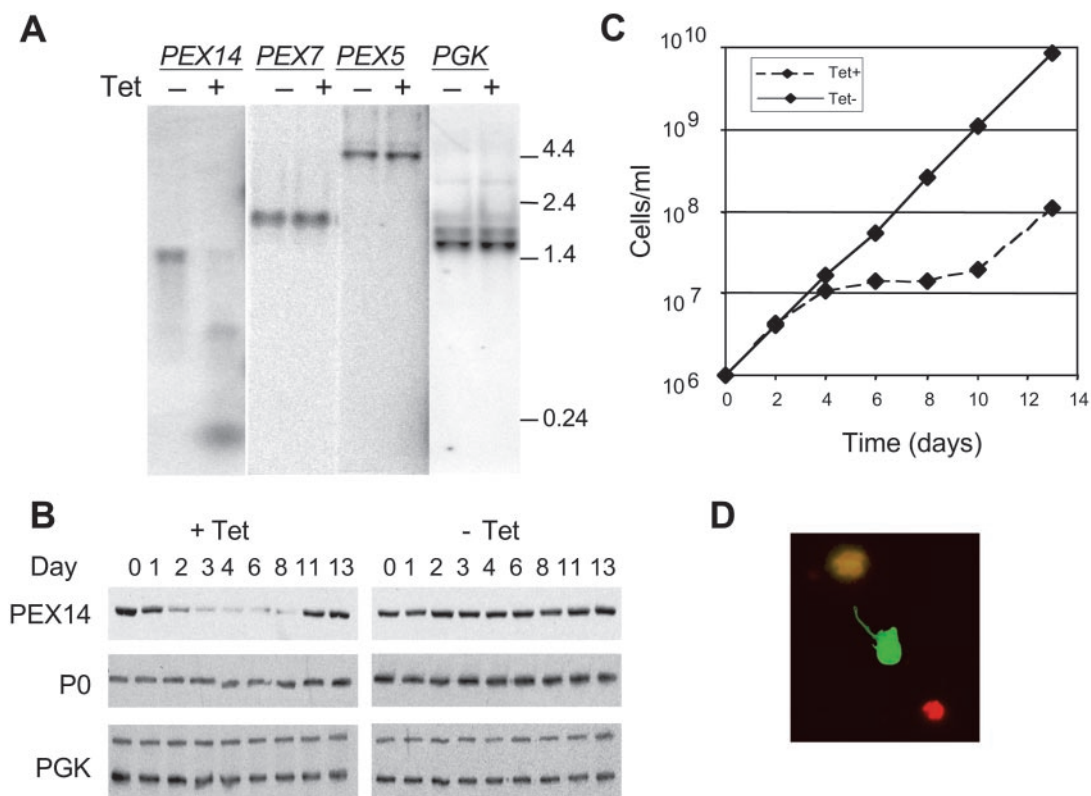 A
PEX14 PEX7 PEX5 PGK
Tet – + – + – + – +
4.4
2.4
1.4
0.24
B
+ Tet - Tet
Day 0 1 2 3 4 6 8 11 13 0 1 2 3 4 6 8 11 13
PEX14
P0
PGK
C
Tet+
Tet-
Cells/ml
10^10
10^9
10^8
10^7
10^6
0 2 4 6 8 10 12 14
Time (days)
D